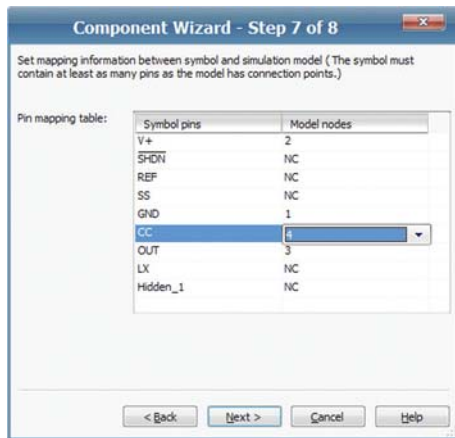 Component Wizard - Step 7 of 8
Set mapping information between symbol and simulation model ( The symbol must
contain at least as many pins as the model has connection points.)
Pin mapping table:
Symbol pins Model nodes
V+ 2
SHDN NC
REF NC
SS NC
GND 1
CC 4
OUT 3
LX NC
Hidden_1 NC
< Back Next > Cancel Help